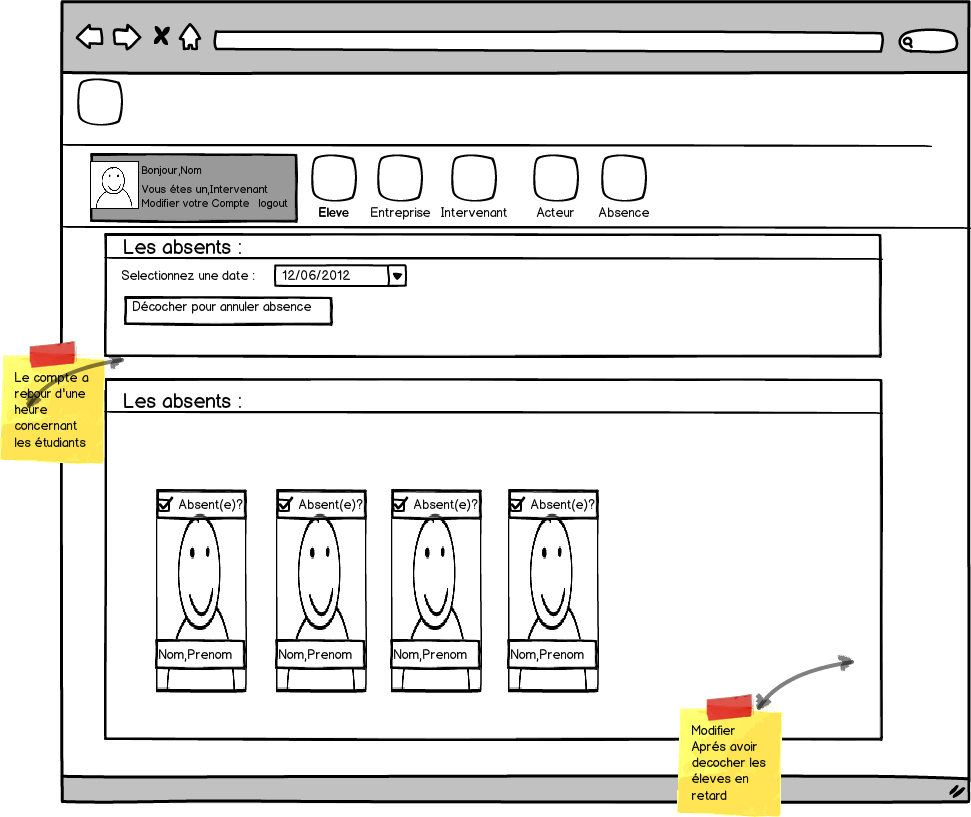 Bonjour,Nom
Vous étes un,Intervenant
Modifier votre Compte logout
Eleve Entreprise Intervenant Acteur Absence
Les absents :
Selectionnez une date : 12/06/2012
Décocher pour annuler absence
Le compte a
rebour d'une
heure
concernant
les étudiants
Les absents :
Absent(e)? Absent(e)? Absent(e)? Absent(e)?
Nom,Prenom Nom,Prenom Nom,Prenom Nom,Prenom
Modifier
Aprés avoir
decocher les
éleves en
retard